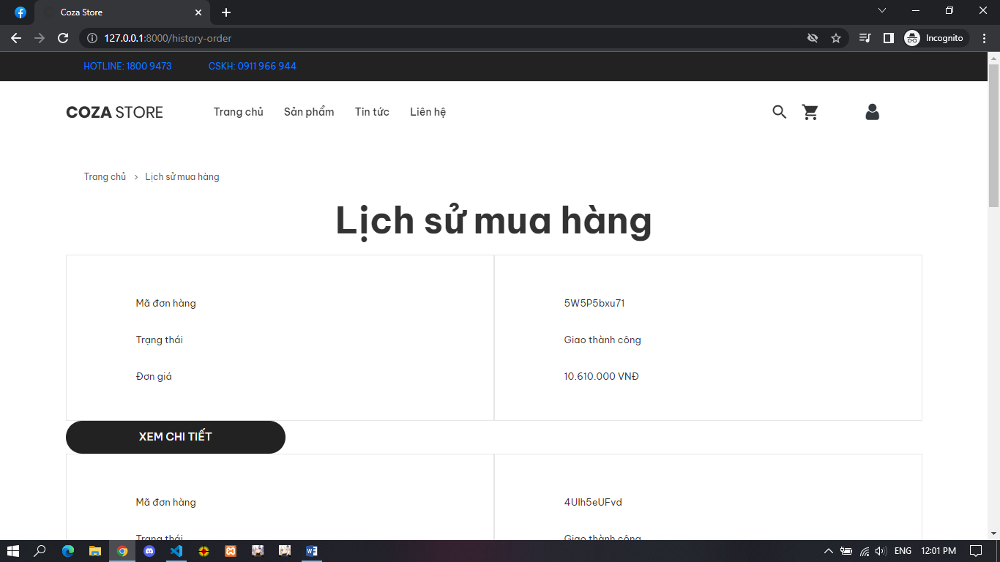 Coza Store
127.0.0.1:8000/history-order
Incognito
HOTLINE: 1800 9473 CSKH: 0911 966 944
COZA STORE Trang chủ Sản phẩm Tin tức Liên hệ
Trang chủ > Lịch sử mua hàng
Lịch sử mua hàng
Mã đơn hàng 5W5P5bxu71
Trạng thái Giao thành công
Đơn giá 10.610.000 VNĐ
XEM CHI TIẾT
Mã đơn hàng 4UIh5eUFvd
Trạng thái Giao thành công
ENG 12:01 PM